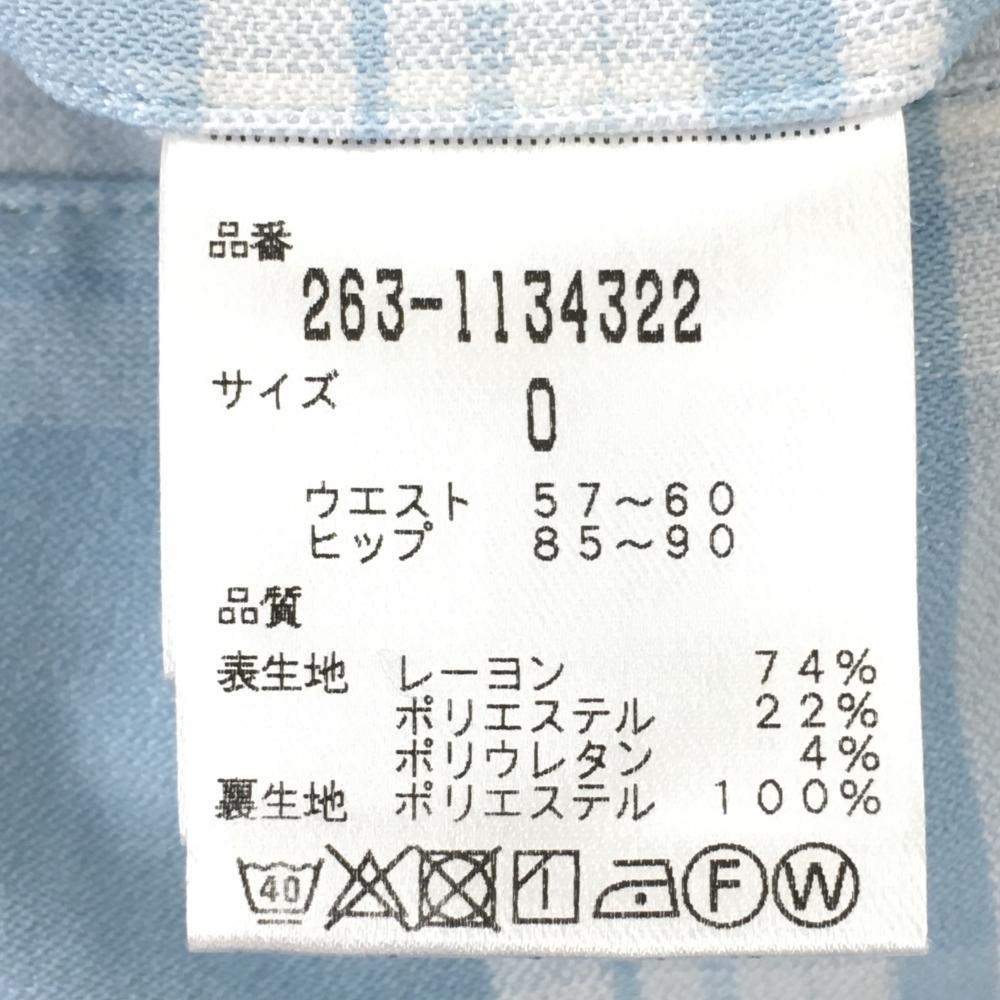 品番
263-1134322
サイズ
0
ウエスト 57～60
ヒップ 85～90
品質
表生地 レーヨン 74%
ポリエステル 22%
ポリウレタン 4%
裏生地 ポリエステル 100%
40 F W